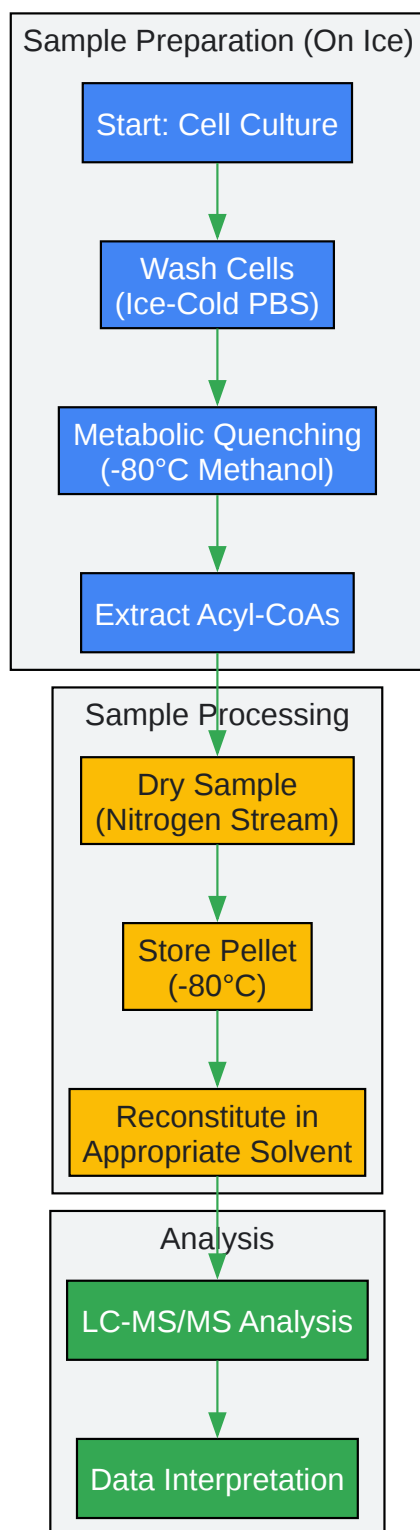 Sample Preparation (On Ice)
Start: Cell Culture
Wash Cells
(Ice-Cold PBS)
Metabolic Quenching
(-80°C Methanol)
Extract Acyl-CoAs
Sample Processing
Dry Sample
(Nitrogen Stream)
Store Pellet
(-80°C)
Reconstitute in
Appropriate Solvent
Analysis
LC-MS/MS Analysis
Data Interpretation